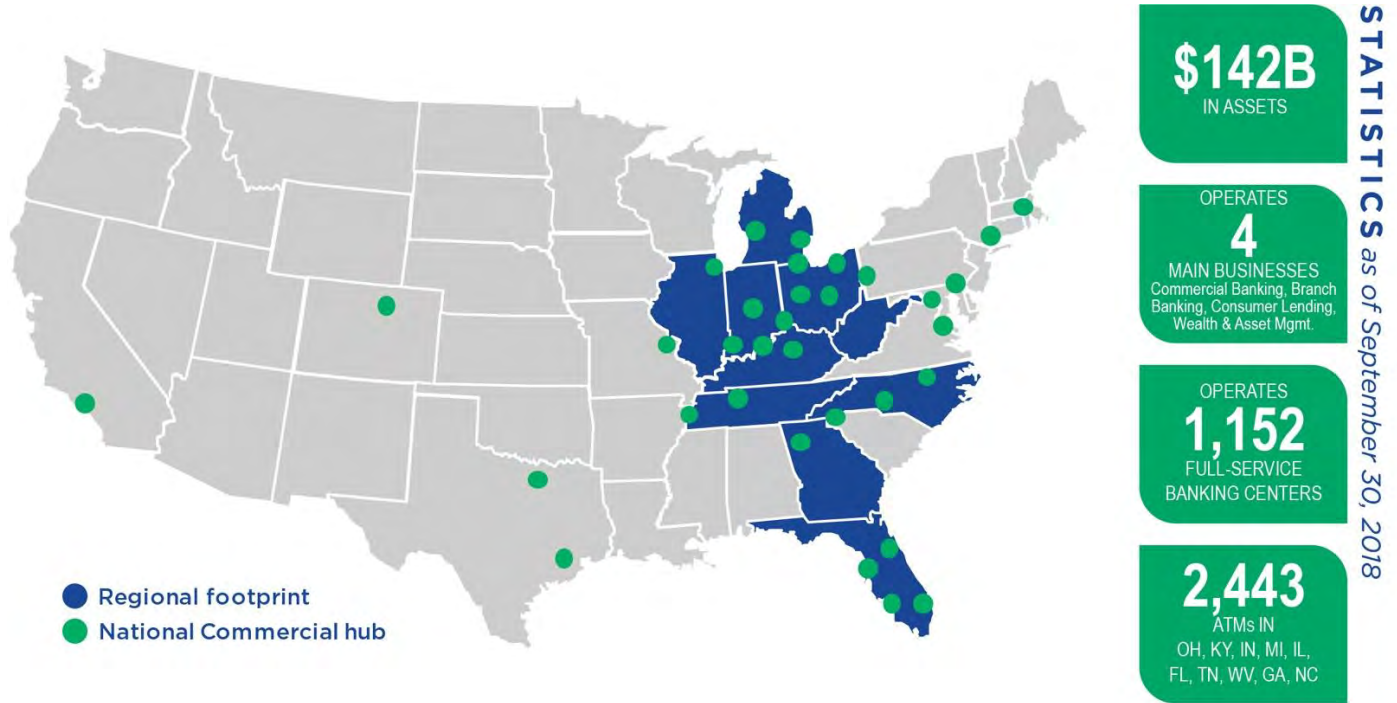 $142B
IN ASSETS
OPERATES
4
MAIN BUSINESSES
Commercial Banking, Branch
Banking, Consumer Lending,
Wealth & Asset Mgmt.
OPERATES
1,152
FULL-SERVICE
BANKING CENTERS
2,443
ATMs IN
OH, KY, IN, MI, IL,
FL, TN, WV, GA, NC
STATISTICS as of September 30, 2018
Regional footprint
National Commercial hub